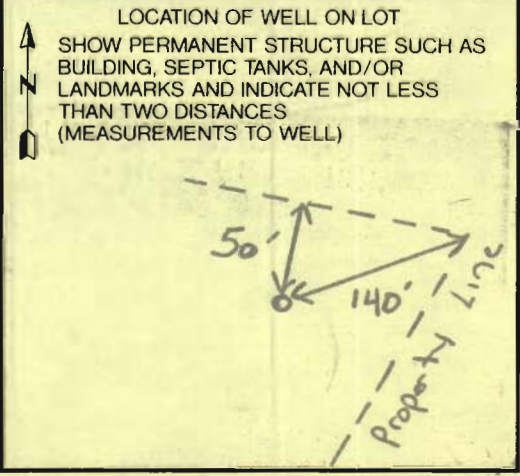 LOCATION OF WELL ON LOT
SHOW PERMANENT STRUCTURE SUCH AS
BUILDING, SEPTIC TANKS, AND/OR
LANDMARKS AND INDICATE NOT LESS
THAN TWO DISTANCES
(MEASUREMENTS TO WELL)
N
50'
140'
Property Line